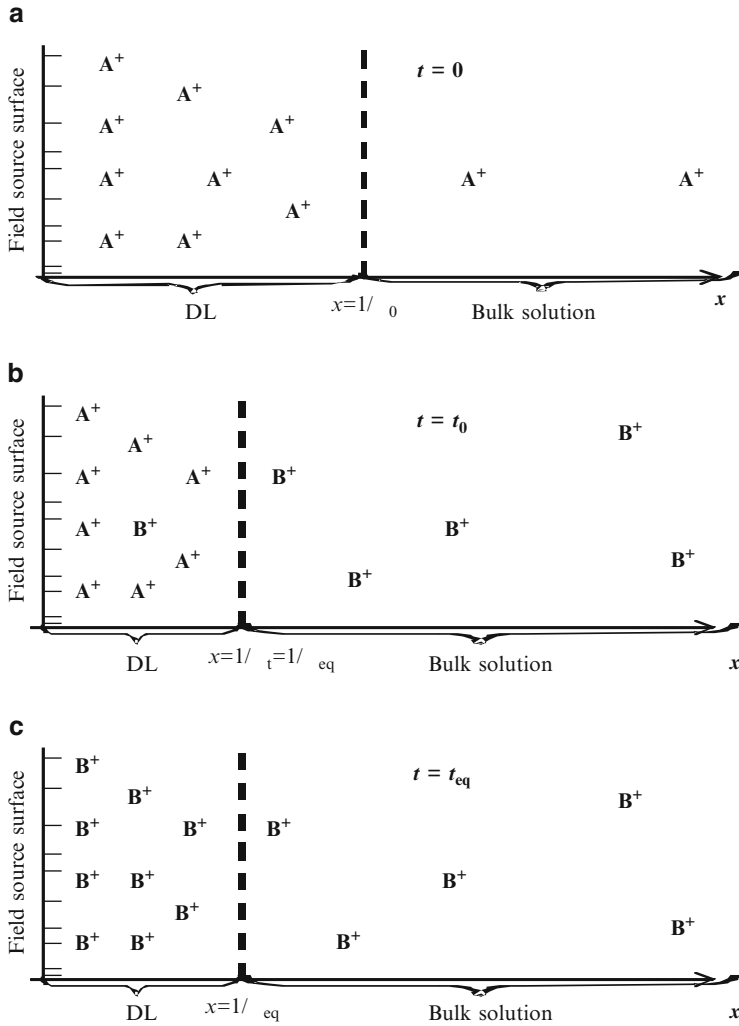 a
Field source surface
t = 0
A⁺
A⁺
A⁺ A⁺
A⁺ A⁺ A⁺ A⁺
A⁺
A⁺ A⁺
x
DL x=1/ ₀ Bulk solution
b
Field source surface
A⁺ t = t₀ B⁺
A⁺
A⁺ A⁺ B⁺
A⁺ B⁺ B⁺
A⁺ B⁺
B⁺
A⁺ A⁺
DL x=1/ ₜ=1/ eq Bulk solution x
c
Field source surface
B⁺ t = teq
B⁺ B⁺
B⁺ B⁺ B⁺
B⁺ B⁺ B⁺
B⁺ B⁺
B⁺ B⁺ B⁺
DL x=1/ eq Bulk solution x